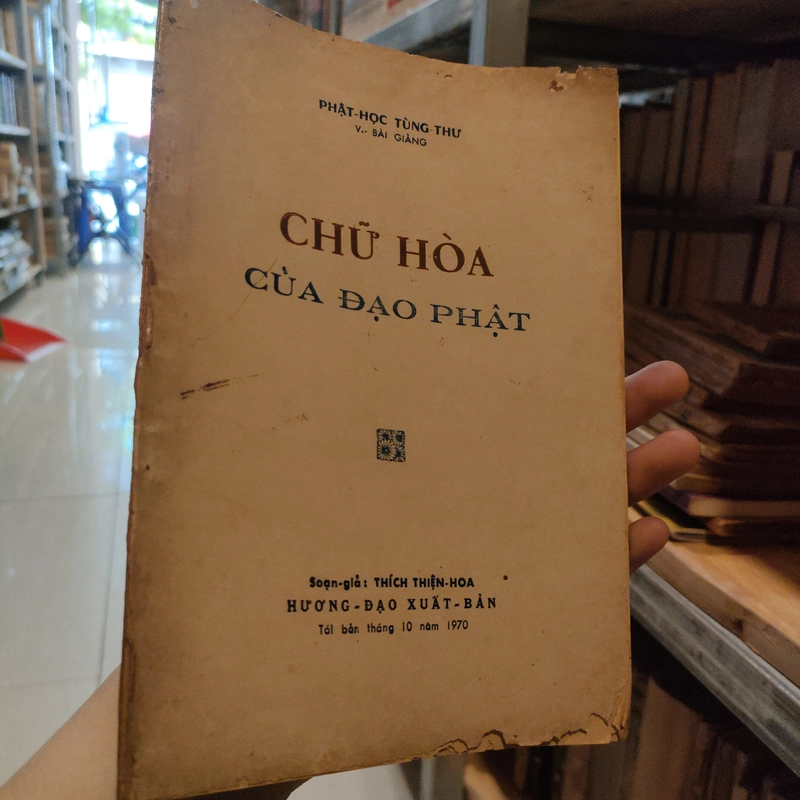 PHẬT-HỌC TÙNG-THƯ
V.- BÀI GIẢNG
CHỮ HÒA
CỦA ĐẠO PHẬT
Soạn-giả: THÍCH THIỆN-HOA
HƯƠNG-ĐẠO XUẤT-BẢN
Tái bản tháng 10 năm 1970